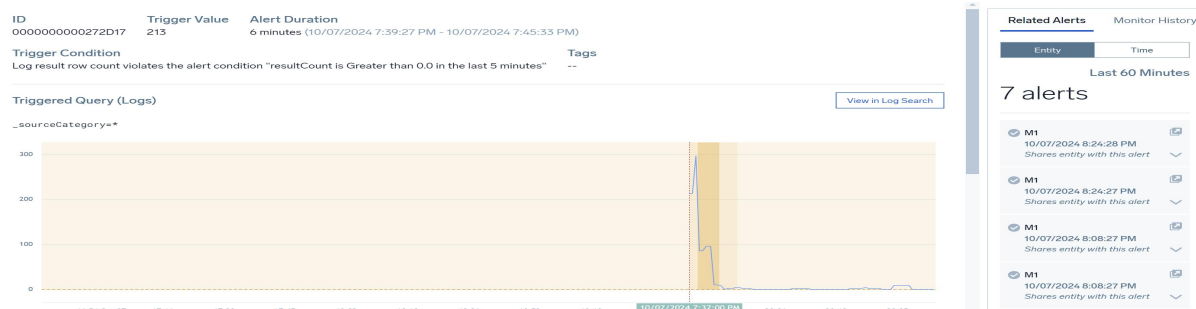 ID Trigger Value Alert Duration
0000000000272D17 213 6 minutes (10/07/2024 7:39:27 PM - 10/07/2024 7:45:33 PM)
Trigger Condition Tags
Log result row count violates the alert condition "resultCount is Greater than 0.0 in the last 5 minutes" --
Triggered Query (Logs) View in Log Search
_sourceCategory=*
300
200
100
0
10/07/2024 7:37:00 PM
Related Alerts Monitor History
Entity Time
Last 60 Minutes
7 alerts
M1
10/07/2024 8:24:28 PM
Shares entity with this alert
M1
10/07/2024 8:24:27 PM
Shares entity with this alert
M1
10/07/2024 8:08:27 PM
Shares entity with this alert
M1
10/07/2024 8:08:27 PM
Shares entity with this alert